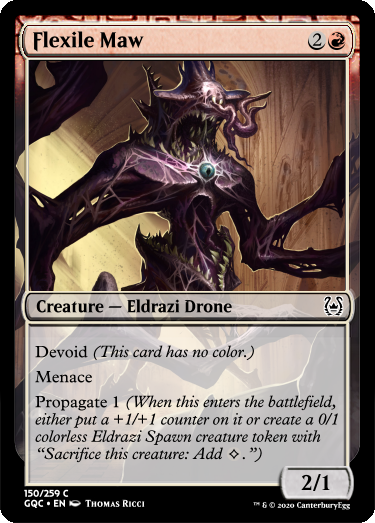 Flexile Maw 2
Creature — Eldrazi Drone
Devoid (This card has no color.)
Menace
Propagate 1 (When this enters the battlefield,
either put a +1/+1 counter on it or create a 0/1
colorless Eldrazi Spawn creature token with
“Sacrifice this creature: Add ◇.”)
2/1
150/259 C
GQC • EN Thomas Ricci
™ & © 2020 CanterburyEgg